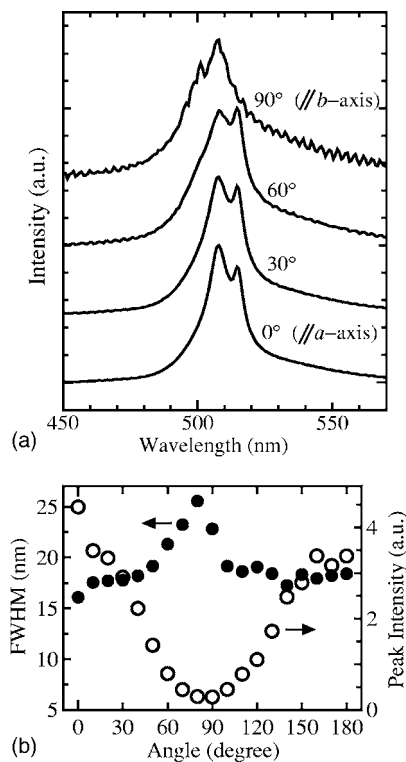 90° (//b–axis)
60°
30°
0° (//a–axis)
Intensity (a.u.)
450 500 550
Wavelength (nm)
(a)
25
20
15
10
5
FWHM (nm)
4
2
0
Peak Intensity (a.u.)
0 30 60 90 120 150 180
Angle (degree)
(b)